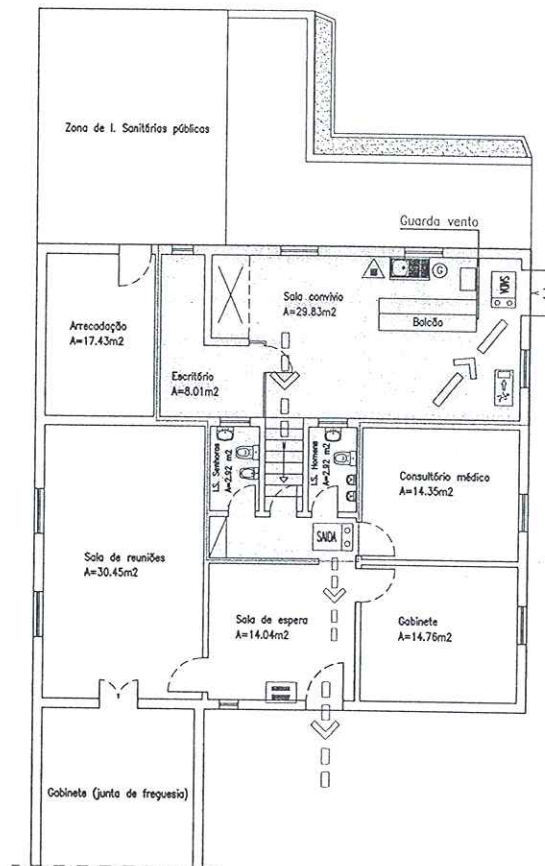 Zona de I. Sanitárias públicas
Guarda vento
Sala convívio
A=29.83m2
G
SAIDA
Arrecadação
A=17.43m2
Balcão
Escritório
A=8.01m2
I.S. Senhoras
A=2.92 m2
I.S. Homens
A=2.92 m2
Consultório médico
A=14.35m2
SAIDA
Sala de reuniões
A=30.45m2
Sala de espera
A=14.04m2
Gabinete
A=14.76m2
Gabinete (junta de freguesia)